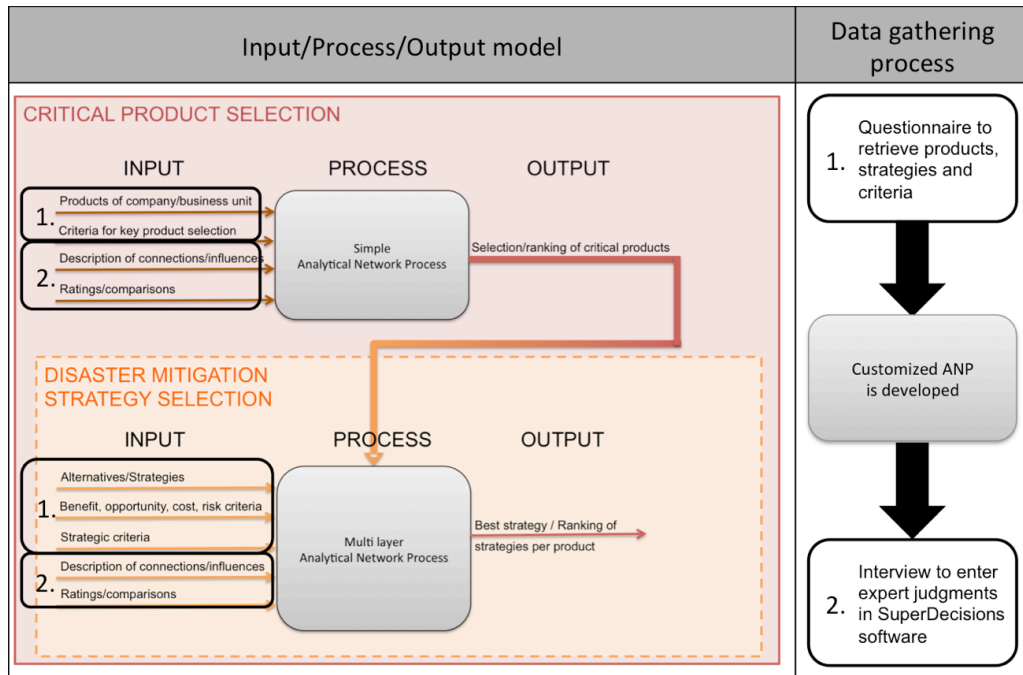 Input/Process/Output model
Data gathering
process
CRITICAL PRODUCT SELECTION
INPUT
PROCESS
OUTPUT
1.
Products of company/business unit
Criteria for key product selection
2.
Description of connections/influences
Ratings/comparisons
Simple
Analytical Network Process
Selection/ranking of critical products
DISASTER MITIGATION
STRATEGY SELECTION
INPUT
PROCESS
OUTPUT
1.
Alternatives/Strategies
Benefit, opportunity, cost, risk criteria
Strategic criteria
2.
Description of connections/influences
Ratings/comparisons
Multi layer
Analytical Network Process
Best strategy / Ranking of
strategies per product
1.
Questionnaire to
retrieve products,
strategies and
criteria
Customized ANP
is developed
2.
Interview to enter
expert judgments
in SuperDecisions
software